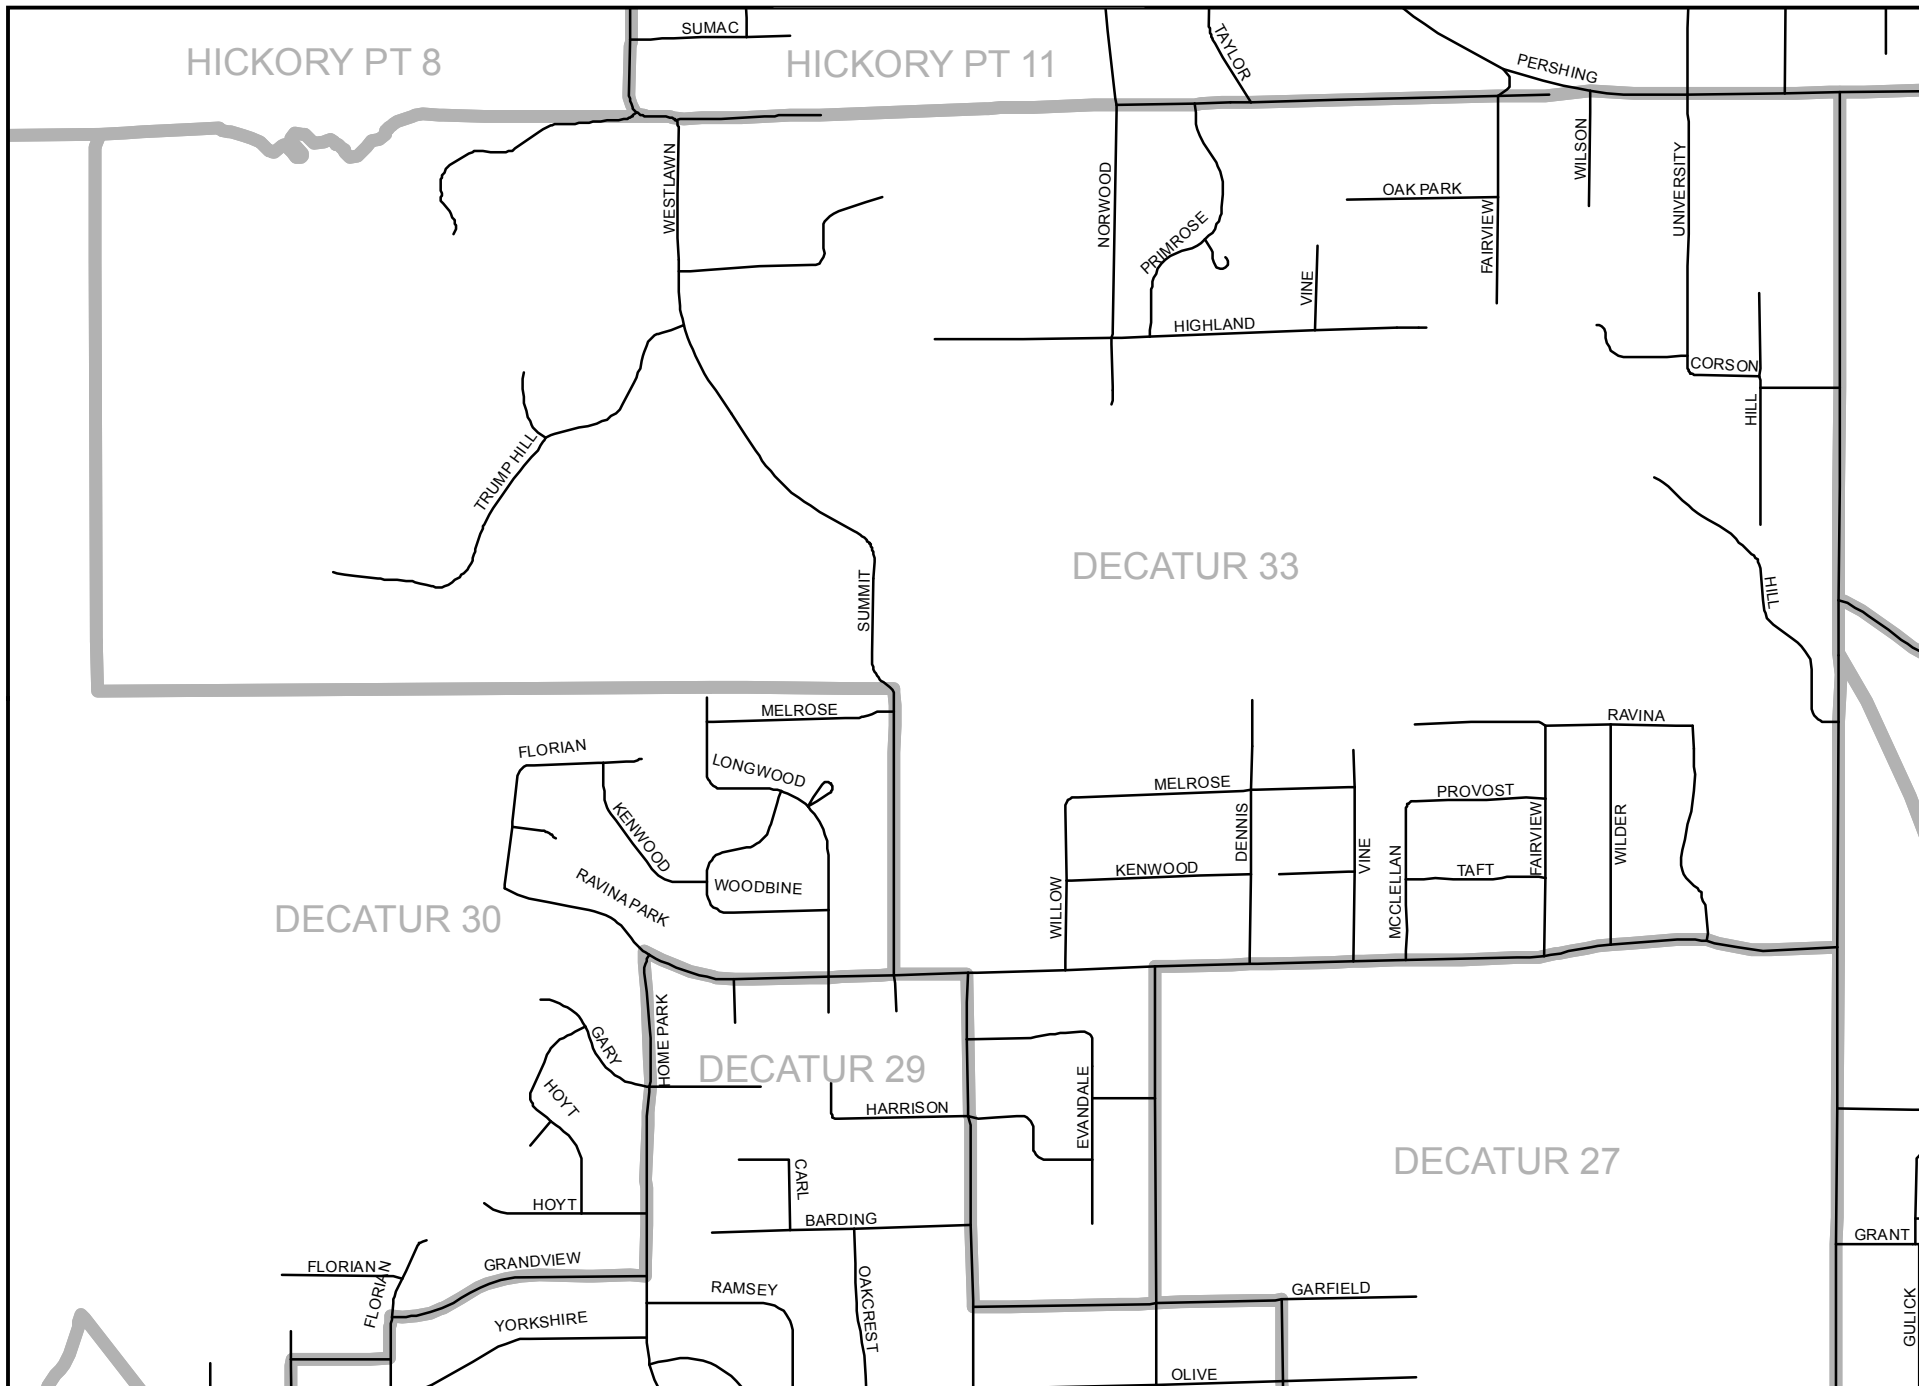 SUMAC
HICKORY PT 8
HICKORY PT 11
TAYLOR
PERSHING
WESTLAWN
NORWOOD
PRIMROSE
OAK PARK
FAIRVIEW
WILSON
UNIVERSITY
VINE
HIGHLAND
CORSON
HILL
TRUMP HILL
SUMMIT
DECATUR 33
HILL
MELROSE
FLORIAN
LONGWOOD
KENWOOD
WOODBINE
RAVINA PARK
DECATUR 30
RAVINA
MELROSE
PROVOST
DENNIS
FAIRVIEW
WILDER
VINE
KENWOOD
TAFT
WILLOW
MCCLELLAN
HOME PARK
GARY
HOYT
DECATUR 29
HARRISON
EVANDALE
DECATUR 27
CARL
HOYT
BARDING
GRANT
FLORIAN
GRANDVIEW
FLORIAN
RAMSEY
OAKCREST
GARFIELD
YORKSHIRE
GULICK
OLIVE